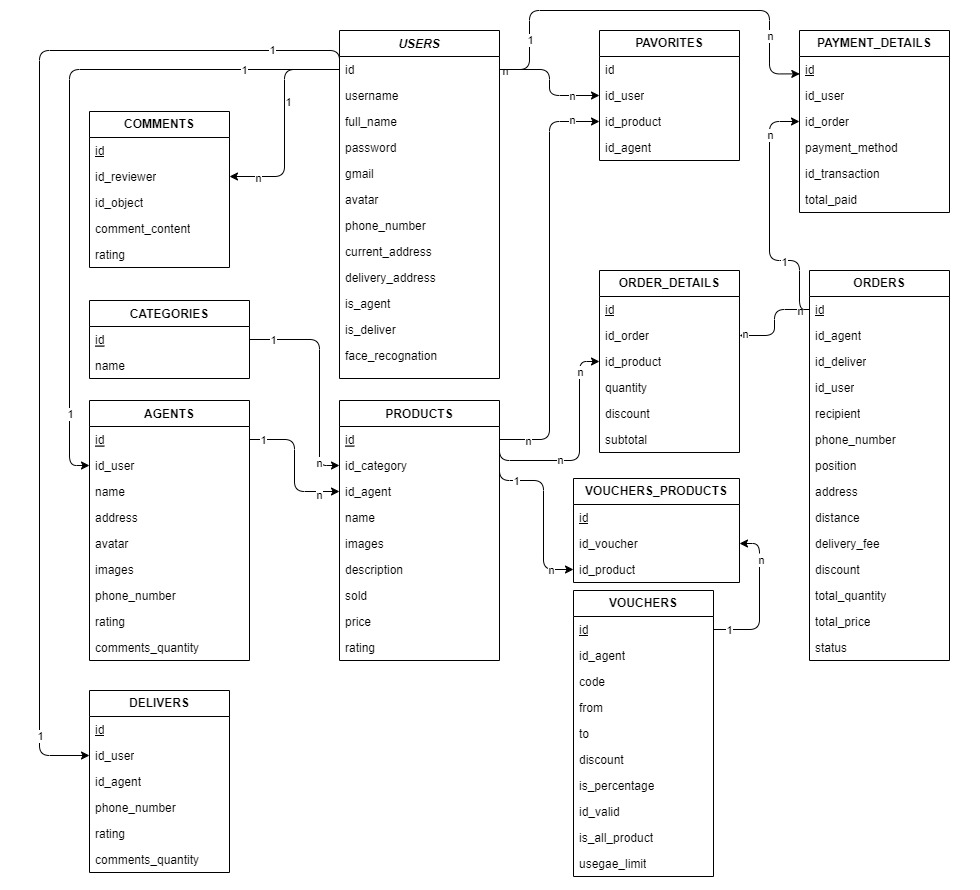 USERS
id
username
full_name
password
gmail
avatar
phone_number
current_address
delivery_address
is_agent
is_deliver
face_recognation
PAVORITES
id
id_user
id_product
id_agent
PAYMENT_DETAILS
id
id_user
id_order
payment_method
id_transaction
total_paid
COMMENTS
id
id_reviewer
id_object
comment_content
rating
CATEGORIES
id
name
ORDER_DETAILS
id
id_order
id_product
quantity
discount
subtotal
ORDERS
id
id_agent
id_deliver
id_user
recipient
phone_number
position
address
distance
delivery_fee
discount
total_quantity
total_price
status
AGENTS
id
id_user
name
address
avatar
images
phone_number
rating
comments_quantity
PRODUCTS
id
id_category
id_agent
name
images
description
sold
price
rating
VOUCHERS_PRODUCTS
id
id_voucher
id_product
VOUCHERS
id
id_agent
code
from
to
discount
is_percentage
id_valid
is_all_product
usegae_limit
DELIVERS
id
id_user
id_agent
phone_number
rating
comments_quantity
1
1
1
1
1
n
1
n
n
n
n
1
n
n
n
1
n
1
n
n
n
n
1
n
1
n
1